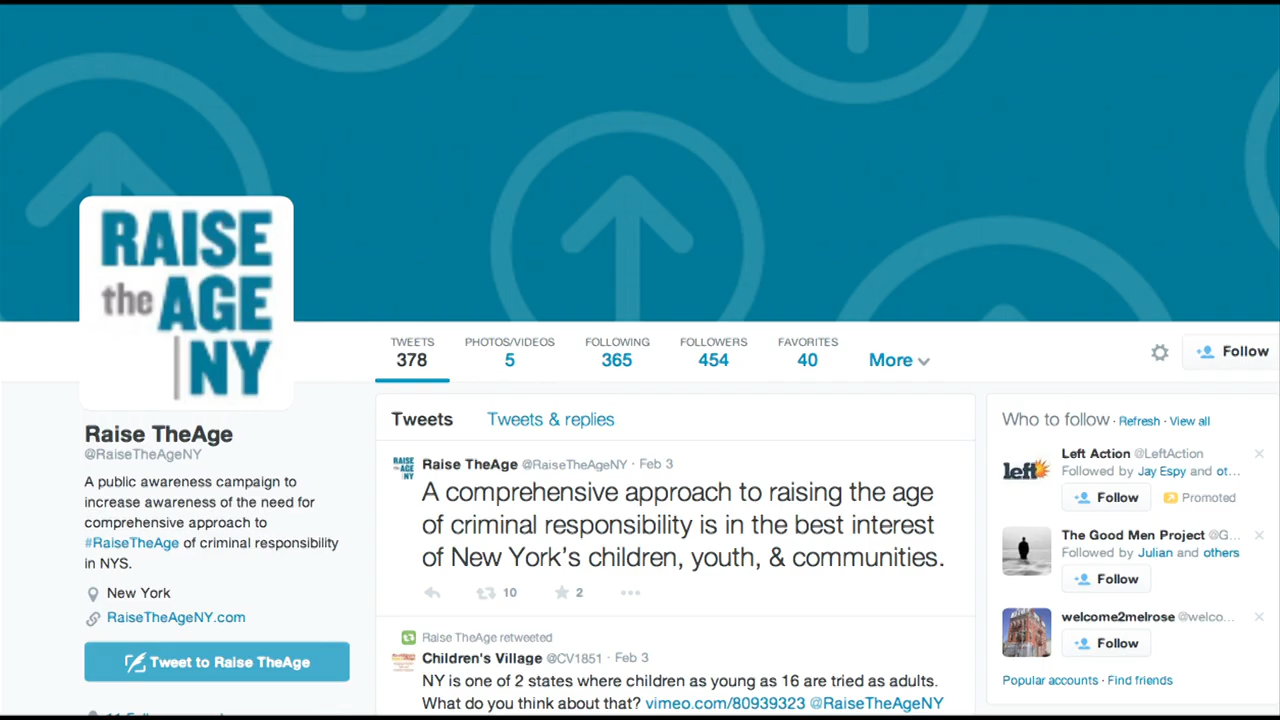 RAISE
the AGE
NY
TWEETS
378
PHOTOS/VIDEOS
5
FOLLOWING
365
FOLLOWERS
454
FAVORITES
40
More
Follow
Raise TheAge
@RaiseTheAgeNY
A public awareness campaign to
increase awareness of the need for
comprehensive approach to
#RaiseTheAge of criminal responsibility
in NYS.
New York
RaiseTheAgeNY.com
Tweet to Raise TheAge
Tweets Tweets & replies
RAISE
the AGE
NY
Raise TheAge @RaiseTheAgeNY · Feb 3
A comprehensive approach to raising the age
of criminal responsibility is in the best interest
of New York's children, youth, & communities.
10 2
Raise TheAge retweeted
Children's Village @CV1851 · Feb 3
NY is one of 2 states where children as young as 16 are tried as adults.
What do you think about that? vimeo.com/80939323 @RaiseTheAgeNY
Who to follow · Refresh · View all
left
Left Action @LeftAction
Followed by Jay Espy and ot...
Follow Promoted
The Good Men Project @G...
Followed by Julian and others
Follow
welcome2melrose @welco...
Follow
Popular accounts · Find friends